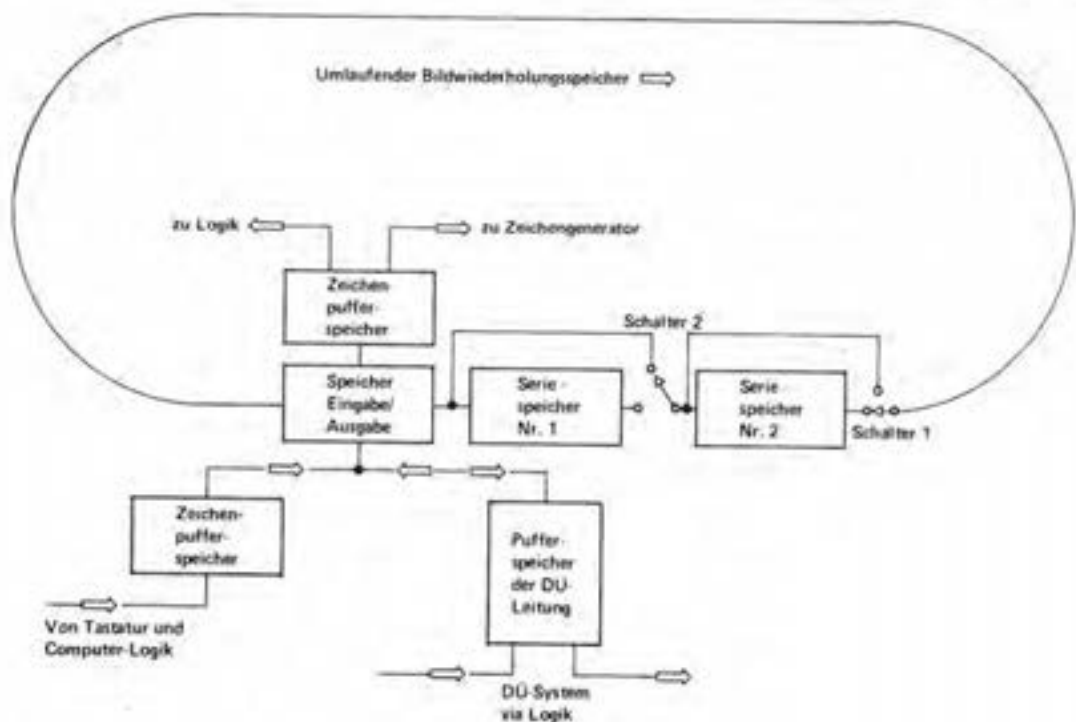 Umlaufender Bildwiederholungsspeicher
zu Logik
zu Zeichengenerator
Zeichen-
puffer-
speicher
Schalter 2
Speicher
Eingabe/
Ausgabe
Serie -
speicher
Nr. 1
Serie -
speicher
Nr. 2
Schalter 1
Zeichen-
puffer-
speicher
Puffer-
speicher
der DÜ-
Leitung
Von Tastatur und
Computer-Logik
DÜ-System
via Logik